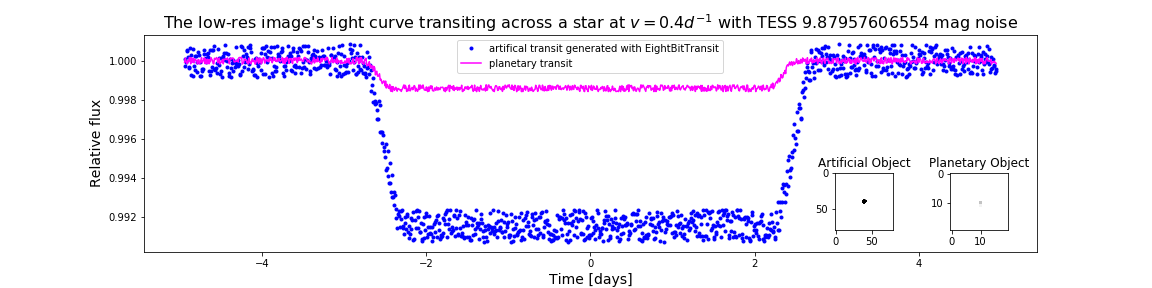 The low-res image's light curve transiting across a star at v = 0.4d⁻¹ with TESS 9.87957606554 mag noise
artifical transit generated with EightBitTransit
planetary transit
1.000
0.998
0.996
0.994
0.992
Relative flux
Artificial Object
0
50
0
50
Planetary Object
0
10
0
10
−4
−2
0
2
4
Time [days]